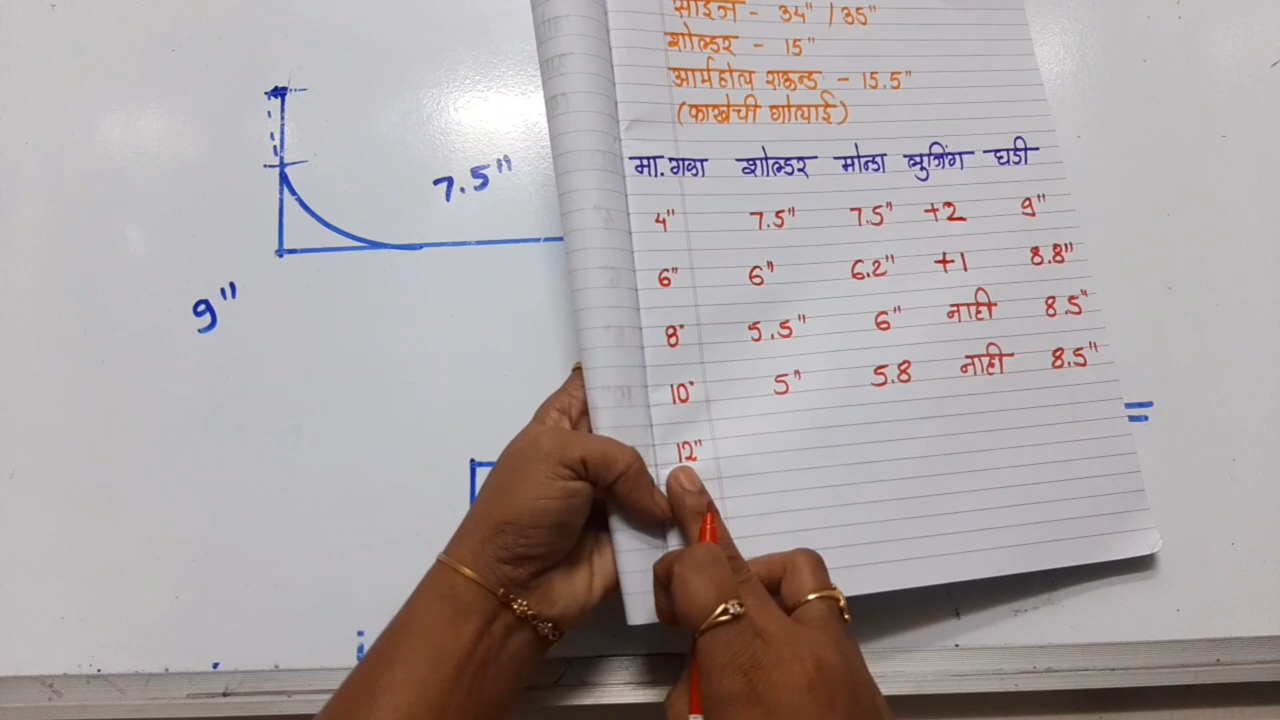 साइज - 34" / 35"
शोल्डर - 15"
आर्महोल राऊन्ड - 15.5"
(काखेची गोलाई)
मा. गळा शोल्डर मोन्डा लुजिंग घडी
4" 7.5" 7.5" +2 9"
6" 6" 6.2" +1 8.8"
8" 5.5" 6" नाही 8.5"
10" 5" 5.8 नाही 8.5"
12"
7.5"
9"